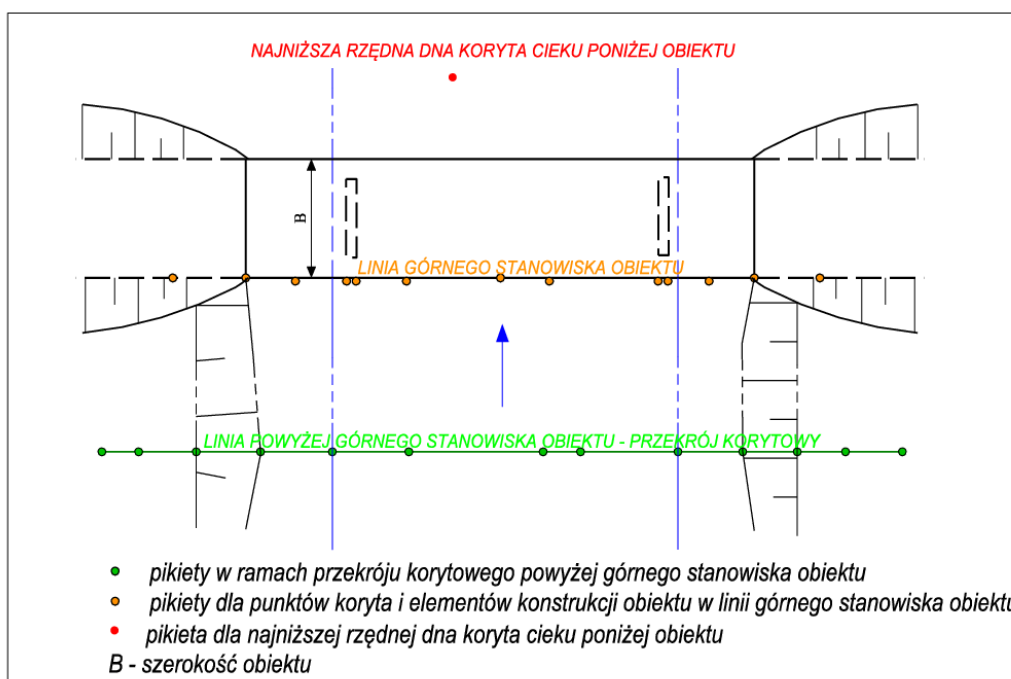 NAJNIŻSZA RZĘDNA DNA KORYTA CIEKU PONIŻEJ OBIEKTU
B
LINIA GÓRNEGO STANOWISKA OBIEKTU
LINIA POWYŻEJ GÓRNEGO STANOWISKA OBIEKTU - PRZEKRÓJ KORYTOWY
pikiety w ramach przekróju korytowego powyżej górnego stanowiska obiektu
pikiety dla punktów koryta i elementów konstrukcji obiektu w linii górnego stanowiska obiektu
pikieta dla najniższej rzędnej dna koryta cieku poniżej obiektu
B - szerokość obiektu